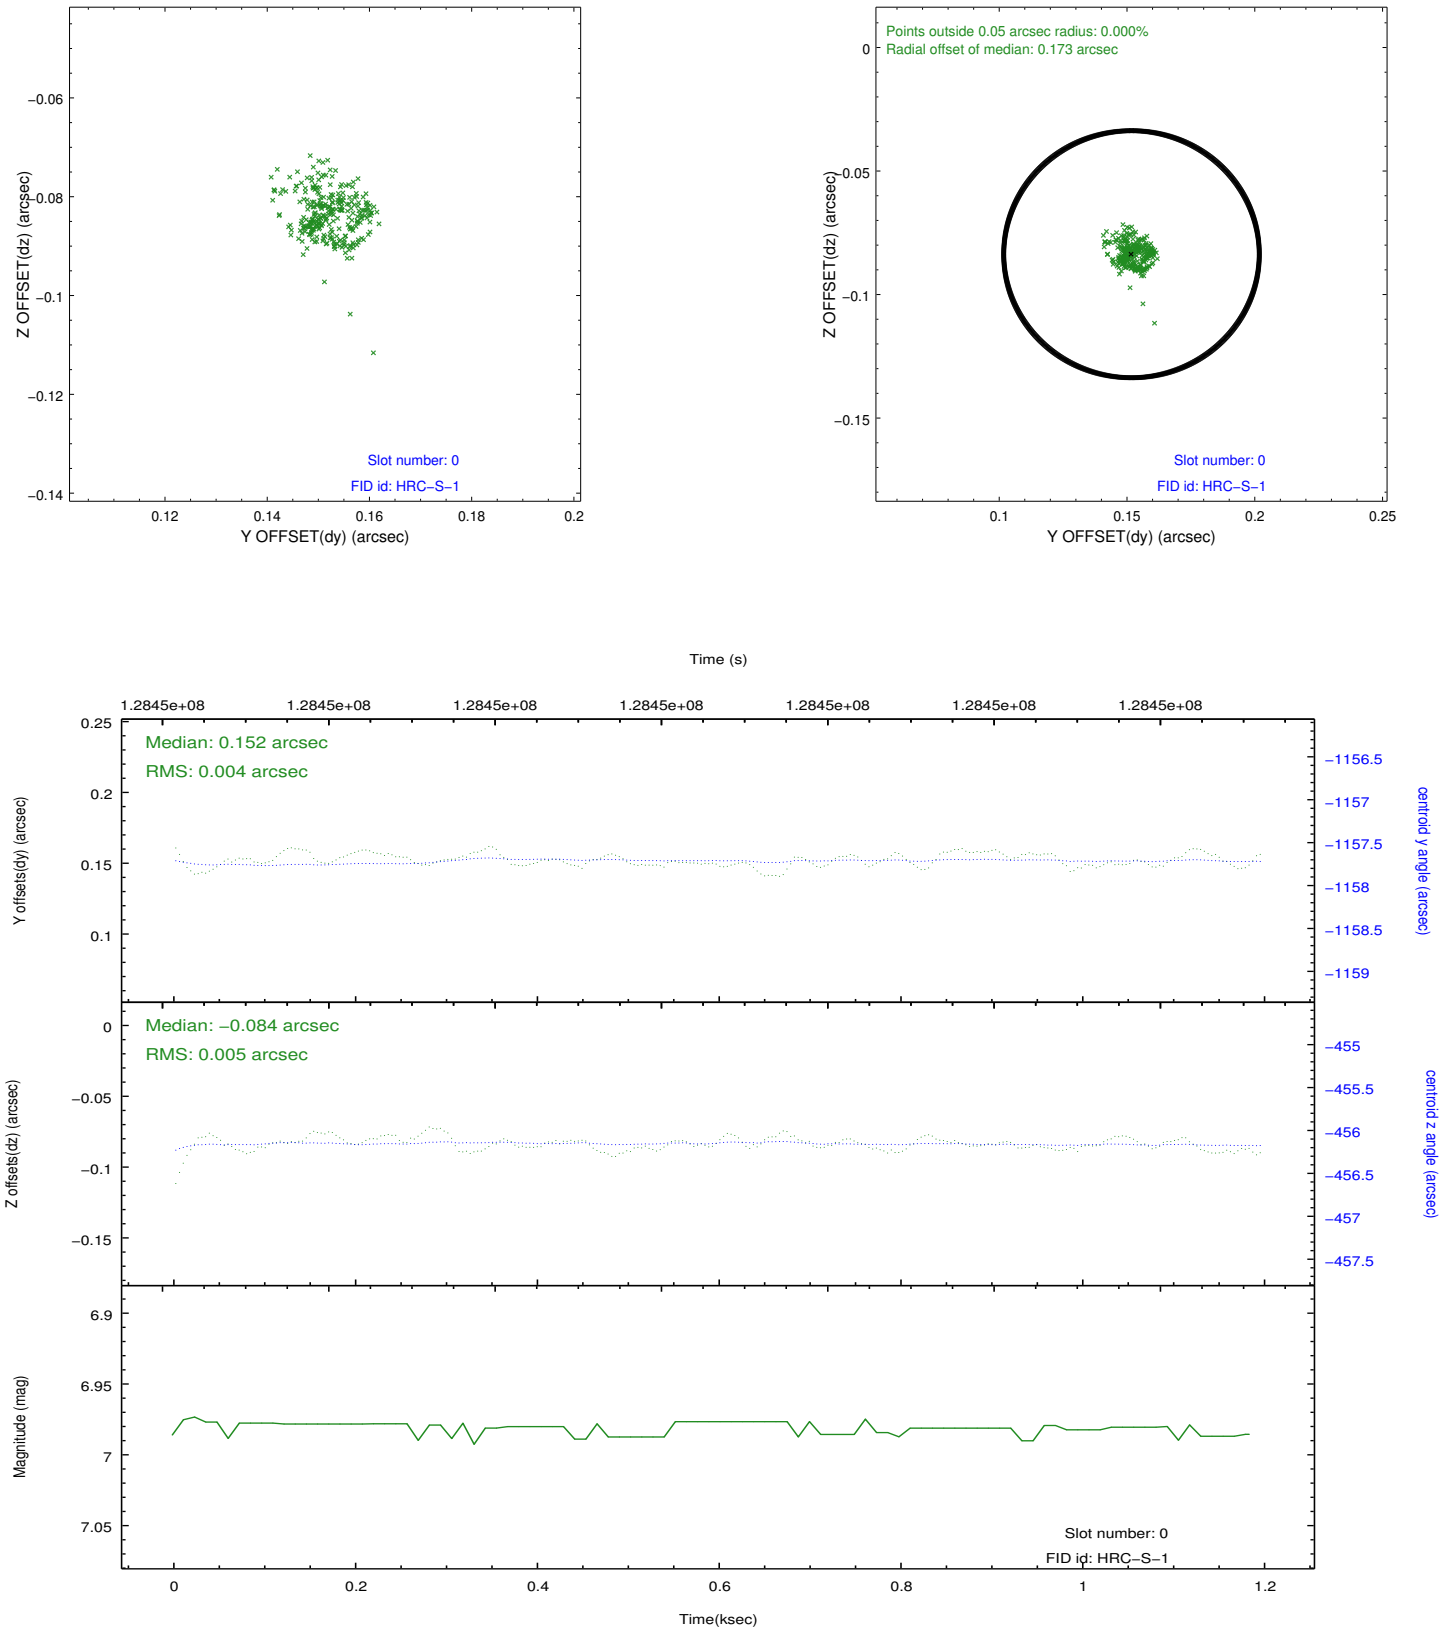 −0.06
−0.08
−0.1
−0.12
−0.14
Z OFFSET(dz) (arcsec)
Slot number: 0
FID id: HRC−S−1
0.12 0.14 0.16 0.18 0.2
Y OFFSET(dy) (arcsec)
Points outside 0.05 arcsec radius: 0.000%
Radial offset of median: 0.173 arcsec
0
−0.05
−0.1
−0.15
Z OFFSET(dz) (arcsec)
Slot number: 0
FID id: HRC−S−1
0.1 0.15 0.2 0.25
Y OFFSET(dy) (arcsec)
Time (s)
1.2845e+08 1.2845e+08 1.2845e+08 1.2845e+08 1.2845e+08 1.2845e+08 1.2845e+08
Median: 0.152 arcsec
RMS: 0.004 arcsec
0.25
0.2
0.15
0.1
Y offsets(dy) (arcsec)
−1156.5
−1157
−1157.5
−1158
−1158.5
−1159
centroid y angle (arcsec)
Median: −0.084 arcsec
RMS: 0.005 arcsec
0
−0.05
−0.1
−0.15
Z offsets(dz) (arcsec)
−455
−455.5
−456
−456.5
−457
−457.5
centroid z angle (arcsec)
6.9
6.95
7
7.05
Magnitude (mag)
Slot number: 0
FID id: HRC−S−1
0 0.2 0.4 0.6 0.8 1 1.2
Time(ksec)